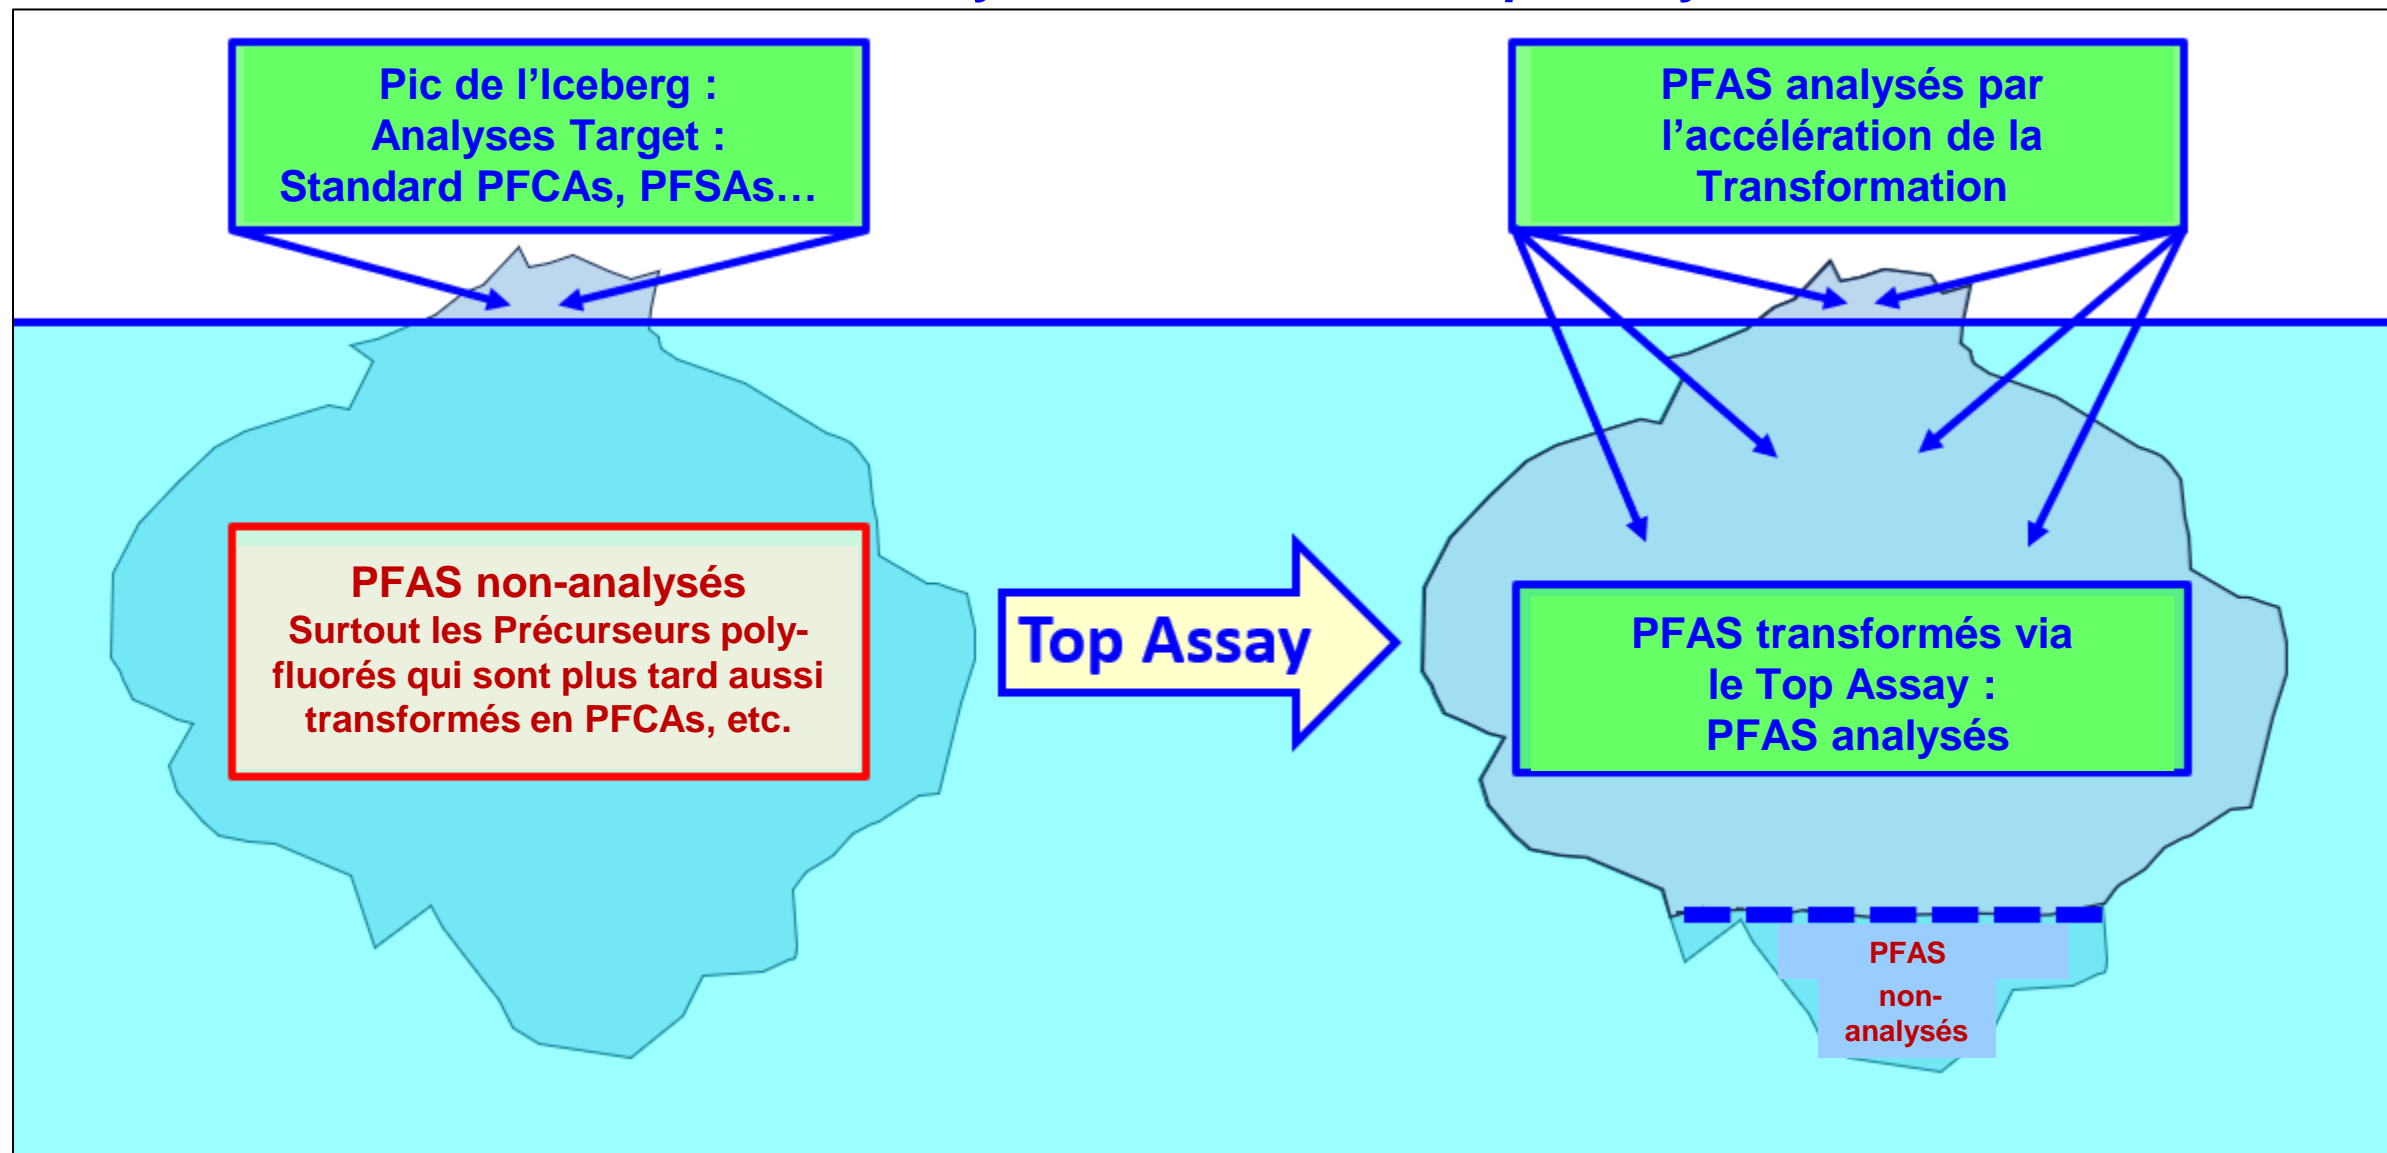 Pic de l’Iceberg :
Analyses Target :
Standard PFCAs, PFSAs…
PFAS analysés par
l’accélération de la
Transformation
PFAS non-analysés
Surtout les Précurseurs poly-
fluorés qui sont plus tard aussi
transformés en PFCAs, etc.
Top Assay
PFAS transformés via
le Top Assay :
PFAS analysés
PFAS
non-
analysés